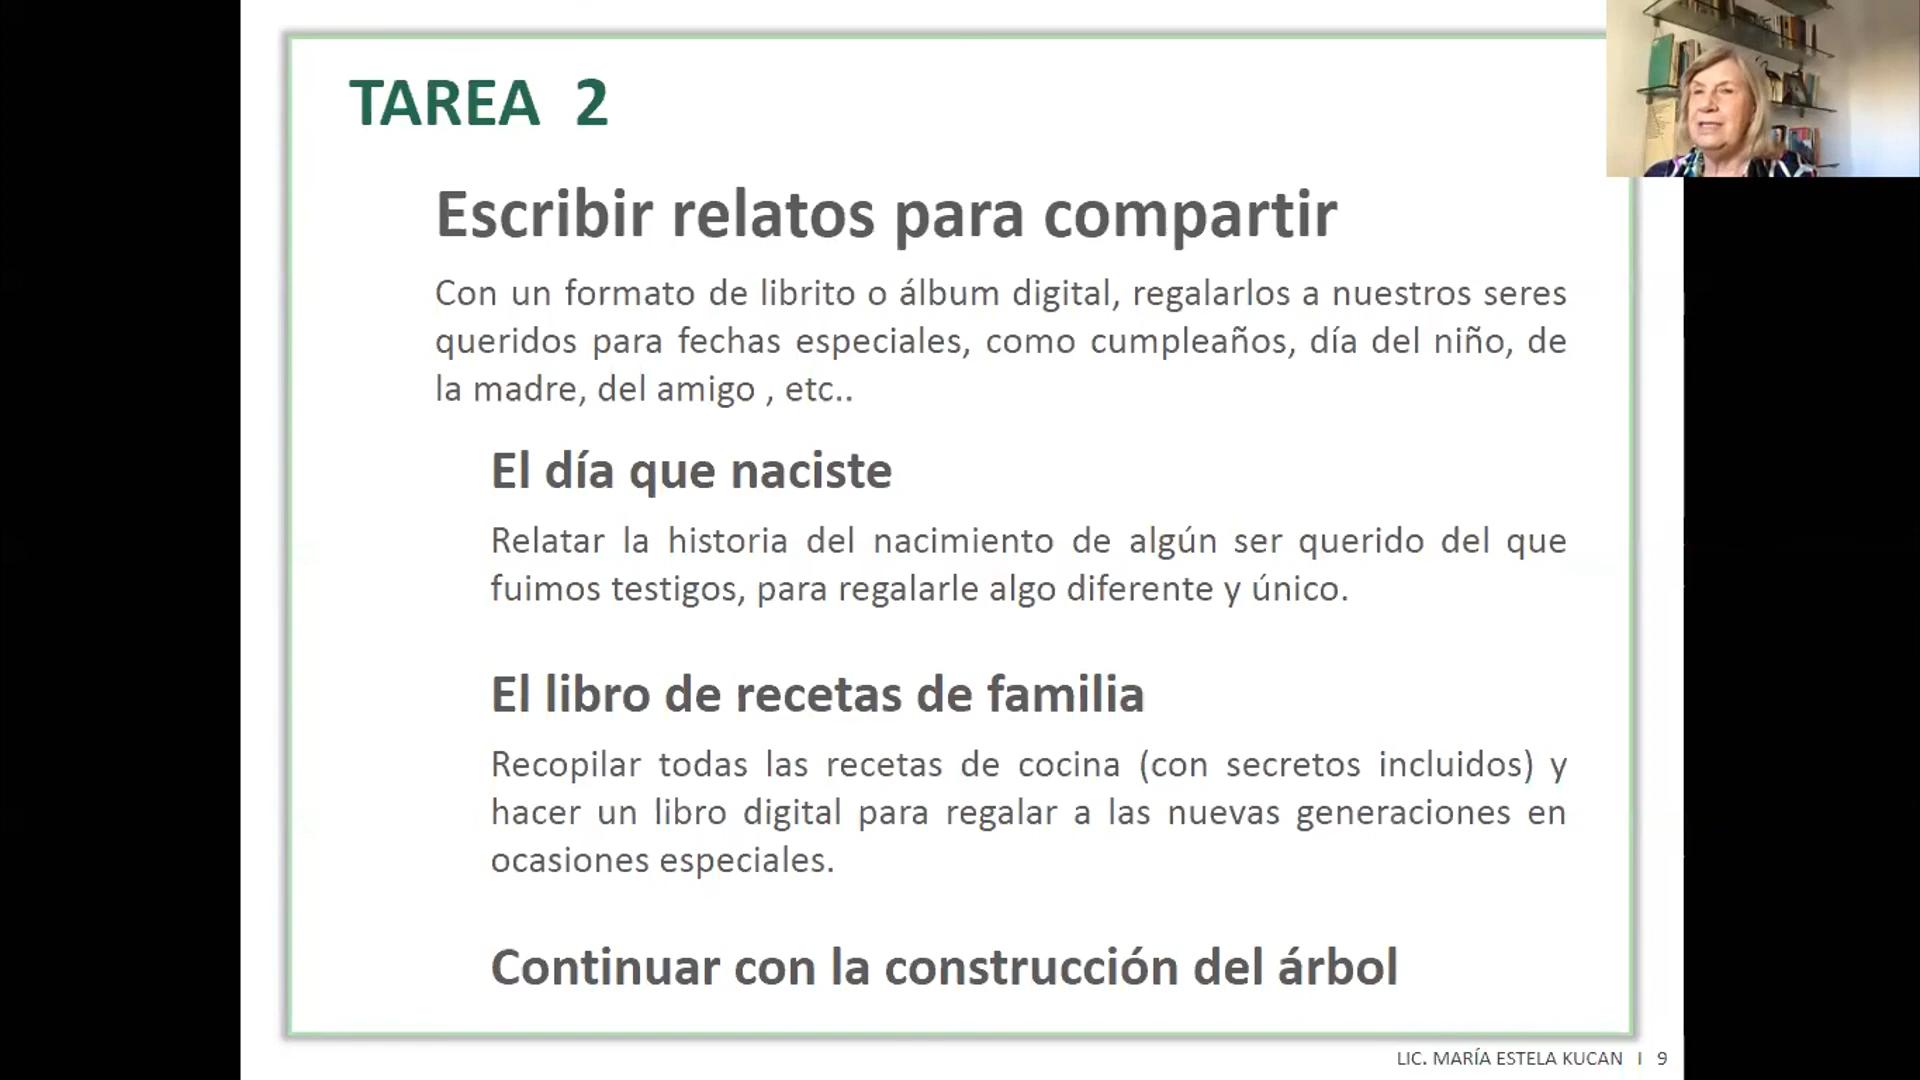 TAREA 2
Escribir relatos para compartir
Con un formato de librito o álbum digital, regalarlos a nuestros seres
queridos para fechas especiales, como cumpleaños, día del niño, de
la madre, del amigo , etc..
El día que naciste
Relatar la historia del nacimiento de algún ser querido del que
fuimos testigos, para regalarle algo diferente y único.
El libro de recetas de familia
Recopilar todas las recetas de cocina (con secretos incluidos) y
hacer un libro digital para regalar a las nuevas generaciones en
ocasiones especiales.
Continuar con la construcción del árbol
LIC. MARÍA ESTELA KUCAN I 9